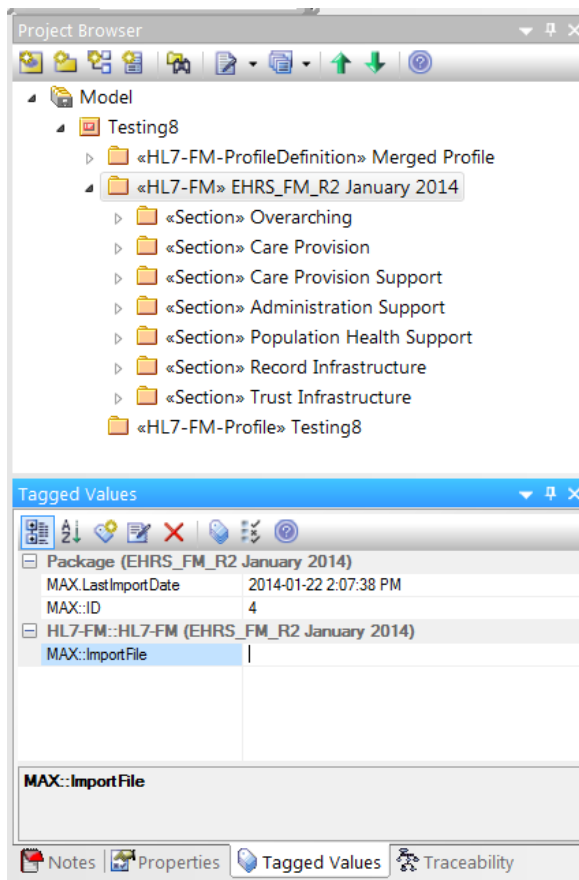 Project Browser
Model
Testing8
«HL7-FM-ProfileDefinition» Merged Profile
«HL7-FM» EHRS_FM_R2 January 2014
«Section» Overarching
«Section» Care Provision
«Section» Care Provision Support
«Section» Administration Support
«Section» Population Health Support
«Section» Record Infrastructure
«Section» Trust Infrastructure
«HL7-FM-Profile» Testing8
Tagged Values
Package (EHRS_FM_R2 January 2014)
MAX.LastImportDate 2014-01-22 2:07:38 PM
MAX::ID 4
HL7-FM::HL7-FM (EHRS_FM_R2 January 2014)
MAX::ImportFile
MAX::ImportFile
Notes Properties Tagged Values Traceability